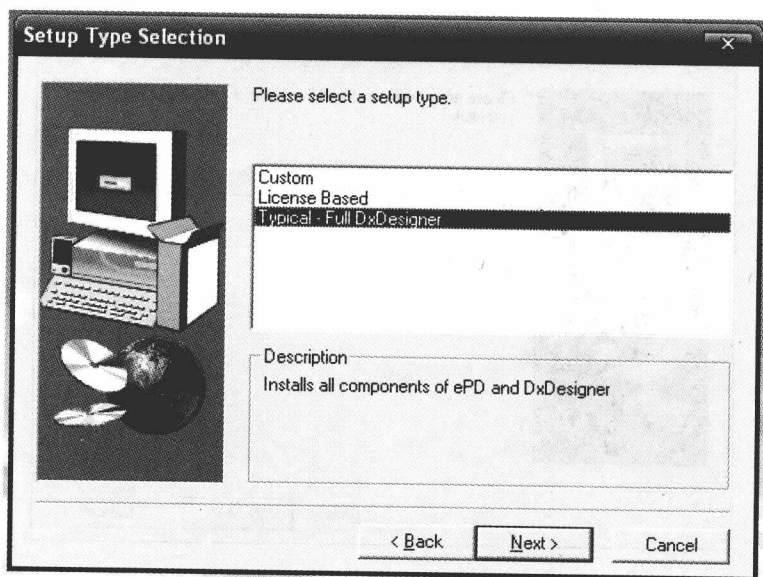 Setup Type Selection
Please select a setup type.
Custom
License Based
Typical - Full DxDesigner
Description
Installs all components of ePD and DxDesigner
< Back
Next >
Cancel